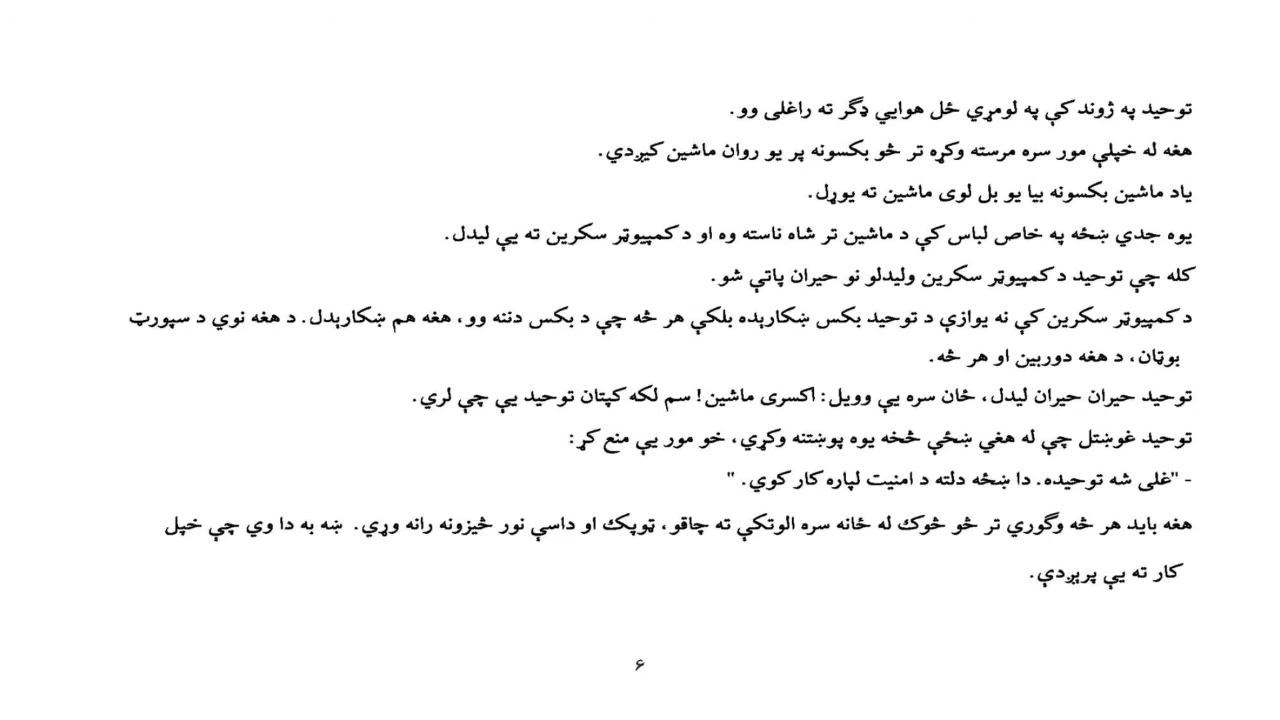 توحید په ژوند کې په لومړي ځل هوايي ډګر ته راغلی وو.
هغه له خپلې مور سره مرسته وکړه تر څو بکسونه پر یو روان ماشین کیږدي.
یاد ماشین بکسونه بیا یو بل لوی ماشین ته یوړل.
یوه جدي ښځه په خاص لباس کې د ماشین تر شاه ناسته وه او د کمپیوټر سکرین ته یې لیدل.
کله چې توحید د کمپیوټر سکرین ولیدلو نو حیران پاتې شو.
د کمپیوټر سکرین کې نه یوازې د توحید بکس ښکارېده بلکې هر څه چې د بکس دننه وو، هغه هم ښکارېدل. د هغه نوي د سپورټ
بوټان، د هغه دوربین او هر څه.
توحید حیران حیران لیدل، ځان سره یې وویل: اکسری ماشین! سم لکه کپتان توحید یې چې لري.
توحید غوښتل چې له هغې ښځې څخه یوه پوښتنه وکړي، خو مور یې منع کړ:
- "غلی شه توحیده. دا ښځه دلته د امنیت لپاره کار کوي. "
هغه باید هر څه وګوري تر څو څوک له ځانه سره الوتکې ته چاقو، ټوپک او داسې نور څیزونه رانه وړي. ښه به دا وي چې خپل
کار ته یې پرېږدې.
۶